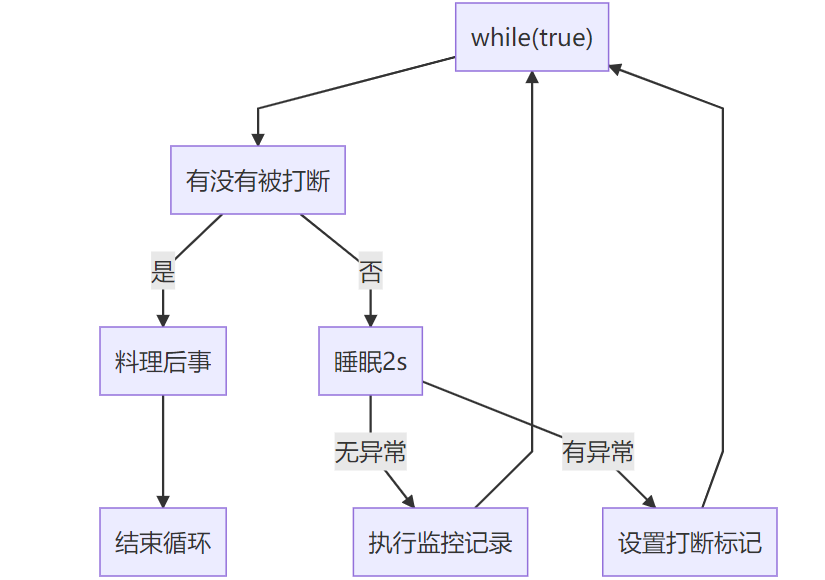 while(true)
有没有被打断
是
否
料理后事
睡眠2s
无异常
有异常
结束循环
执行监控记录
设置打断标记